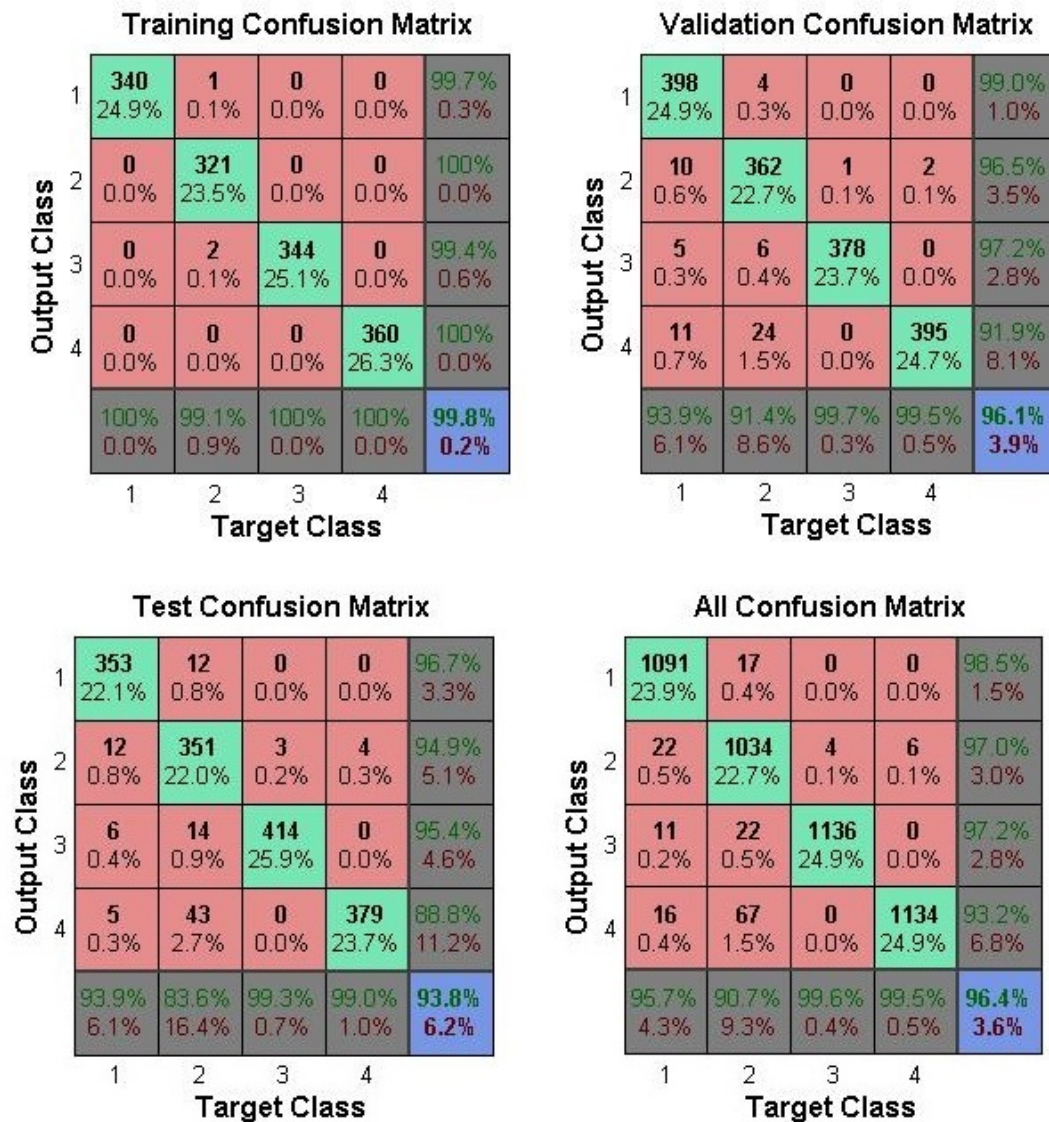 Training Confusion Matrix
Output Class
1
340 1 0 0 99.7%
24.9% 0.1% 0.0% 0.0% 0.3%
2
0 321 0 0 100%
0.0% 23.5% 0.0% 0.0% 0.0%
3
0 2 344 0 99.4%
0.0% 0.1% 25.1% 0.0% 0.6%
4
0 0 0 360 100%
0.0% 0.0% 0.0% 26.3% 0.0%
100% 99.1% 100% 100% 99.8%
0.0% 0.9% 0.0% 0.0% 0.2%
1 2 3 4
Target Class
Validation Confusion Matrix
Output Class
1
398 4 0 0 99.0%
24.9% 0.3% 0.0% 0.0% 1.0%
2
10 362 1 2 96.5%
0.6% 22.7% 0.1% 0.1% 3.5%
3
5 6 378 0 97.2%
0.3% 0.4% 23.7% 0.0% 2.8%
4
11 24 0 395 91.9%
0.7% 1.5% 0.0% 24.7% 8.1%
93.9% 91.4% 99.7% 99.5% 96.1%
6.1% 8.6% 0.3% 0.5% 3.9%
1 2 3 4
Target Class
Test Confusion Matrix
Output Class
1
353 12 0 0 96.7%
22.1% 0.8% 0.0% 0.0% 3.3%
2
12 351 3 4 94.9%
0.8% 22.0% 0.2% 0.3% 5.1%
3
6 14 414 0 95.4%
0.4% 0.9% 25.9% 0.0% 4.6%
4
5 43 0 379 88.8%
0.3% 2.7% 0.0% 23.7% 11.2%
93.9% 83.6% 99.3% 99.0% 93.8%
6.1% 16.4% 0.7% 1.0% 6.2%
1 2 3 4
Target Class
All Confusion Matrix
Output Class
1
1091 17 0 0 98.5%
23.9% 0.4% 0.0% 0.0% 1.5%
2
22 1034 4 6 97.0%
0.5% 22.7% 0.1% 0.1% 3.0%
3
11 22 1136 0 97.2%
0.2% 0.5% 24.9% 0.0% 2.8%
4
16 67 0 1134 93.2%
0.4% 1.5% 0.0% 24.9% 6.8%
95.7% 90.7% 99.6% 99.5% 96.4%
4.3% 9.3% 0.4% 0.5% 3.6%
1 2 3 4
Target Class